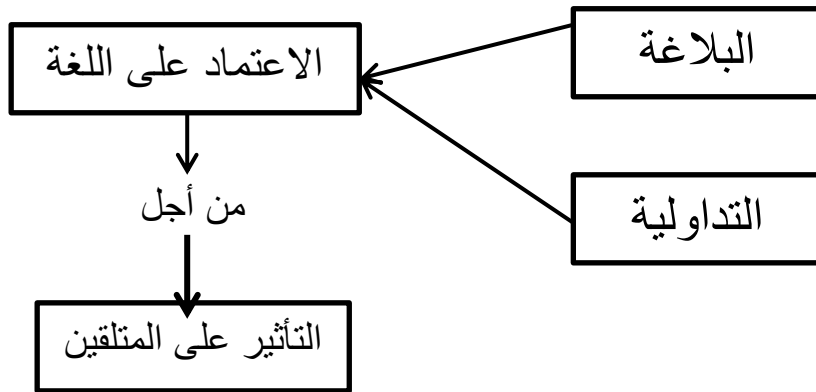 البلاغة
الاعتماد على اللغة
التداولية
من أجل
التأثير على المتلقين